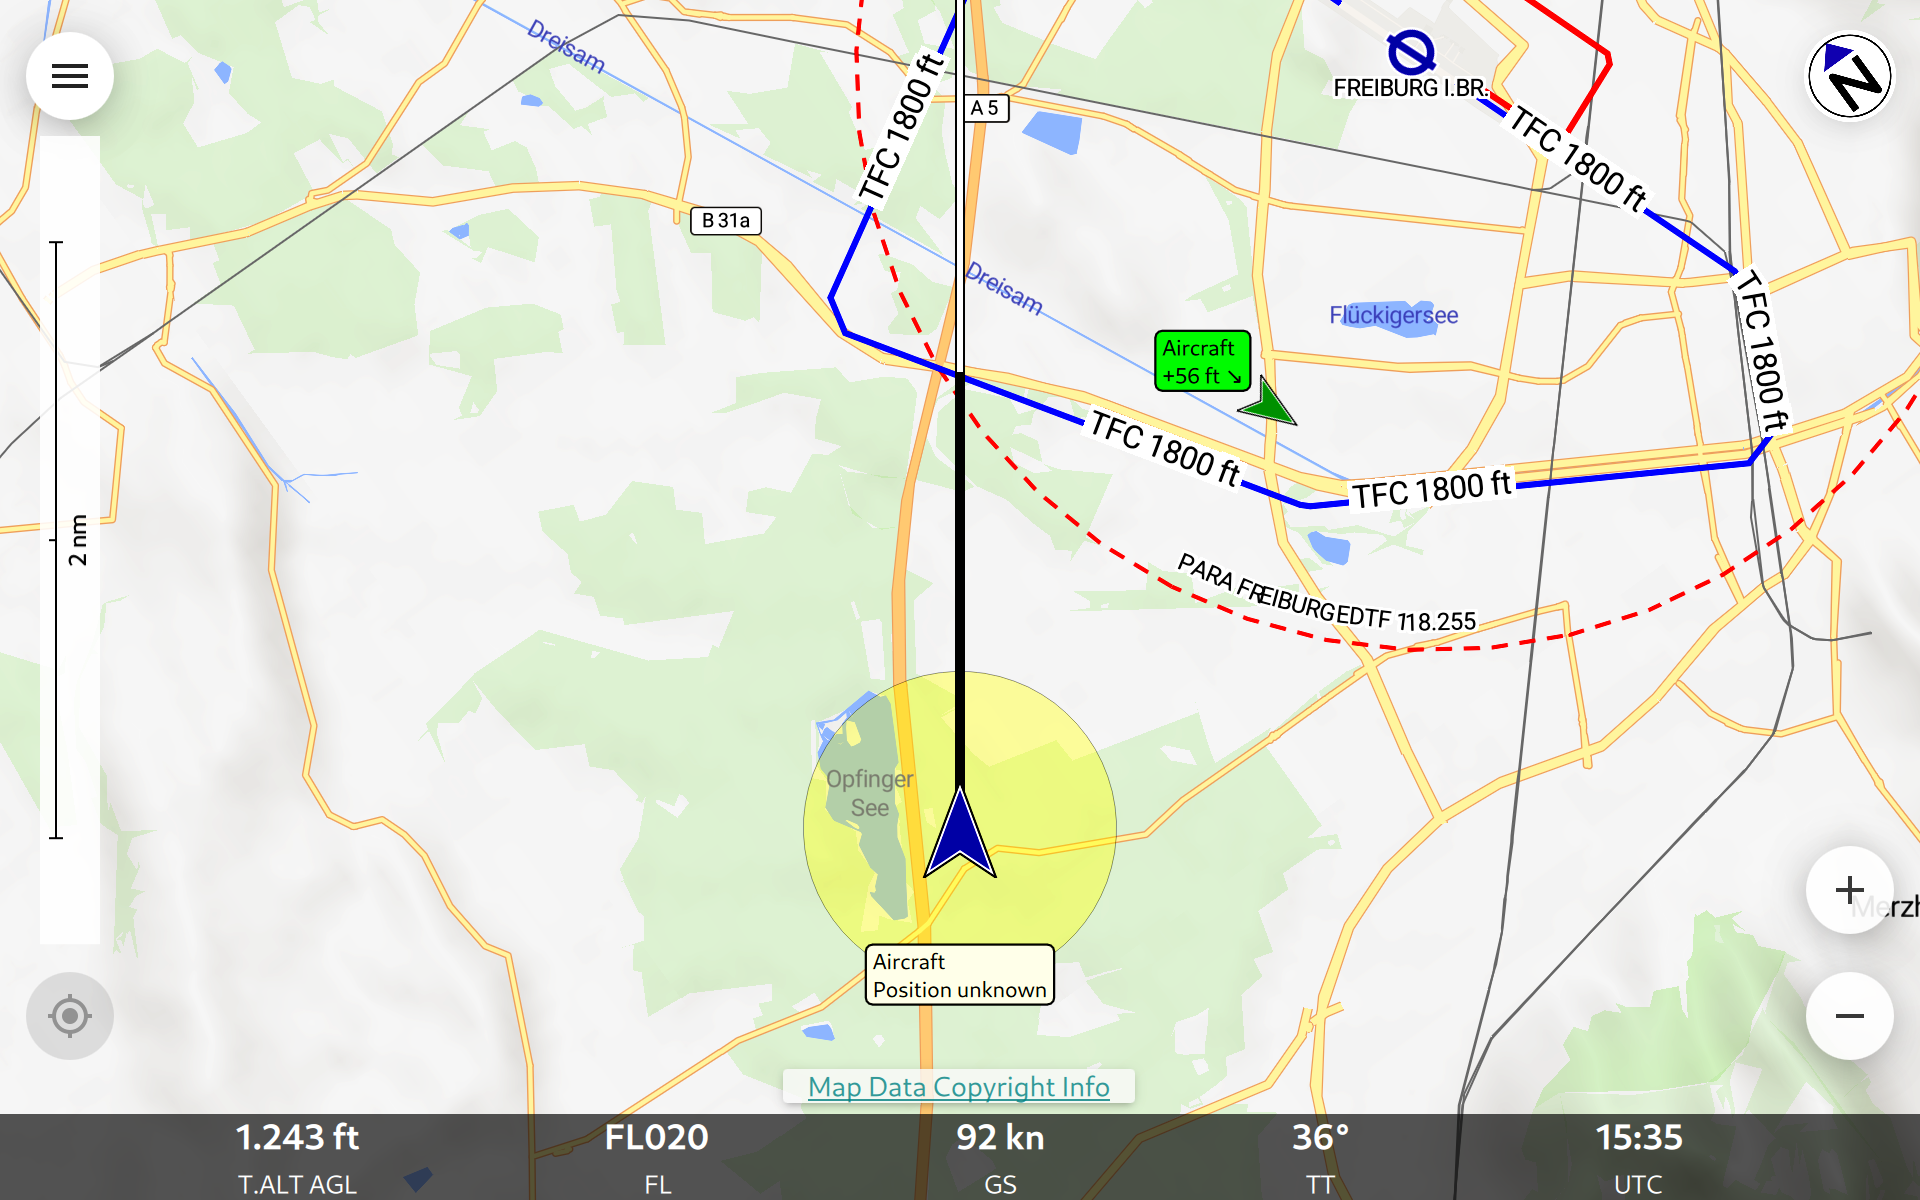 Dreisam
TFC 1800 ft
A 5
FREIBURG I.BR.
TFC 1800 ft
B 31a
Dreisam
Flückigersee
TFC 1800 ft
Aircraft
+56 ft ↘
TFC 1800 ft
TFC 1800 ft
2 nm
PARA FREIBURG EDTF 118.255
Opfinger
See
Merzh
Aircraft
Position unknown
Map Data Copyright Info
1.243 ft
FL020
92 kn
36°
15:35
T.ALT AGL
FL
GS
TT
UTC